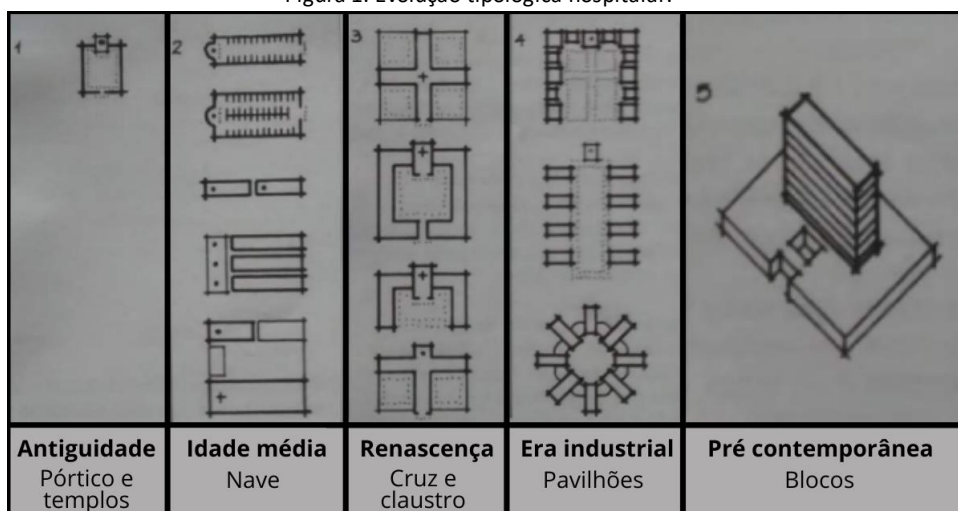 Figura 1: Evolução tipológica hospitalar.
1
2
3
4
5
Antiguidade
Pórtico e
templos
Idade média
Nave
Renascença
Cruz e
claustro
Era industrial
Pavilhões
Pré contemporânea
Blocos